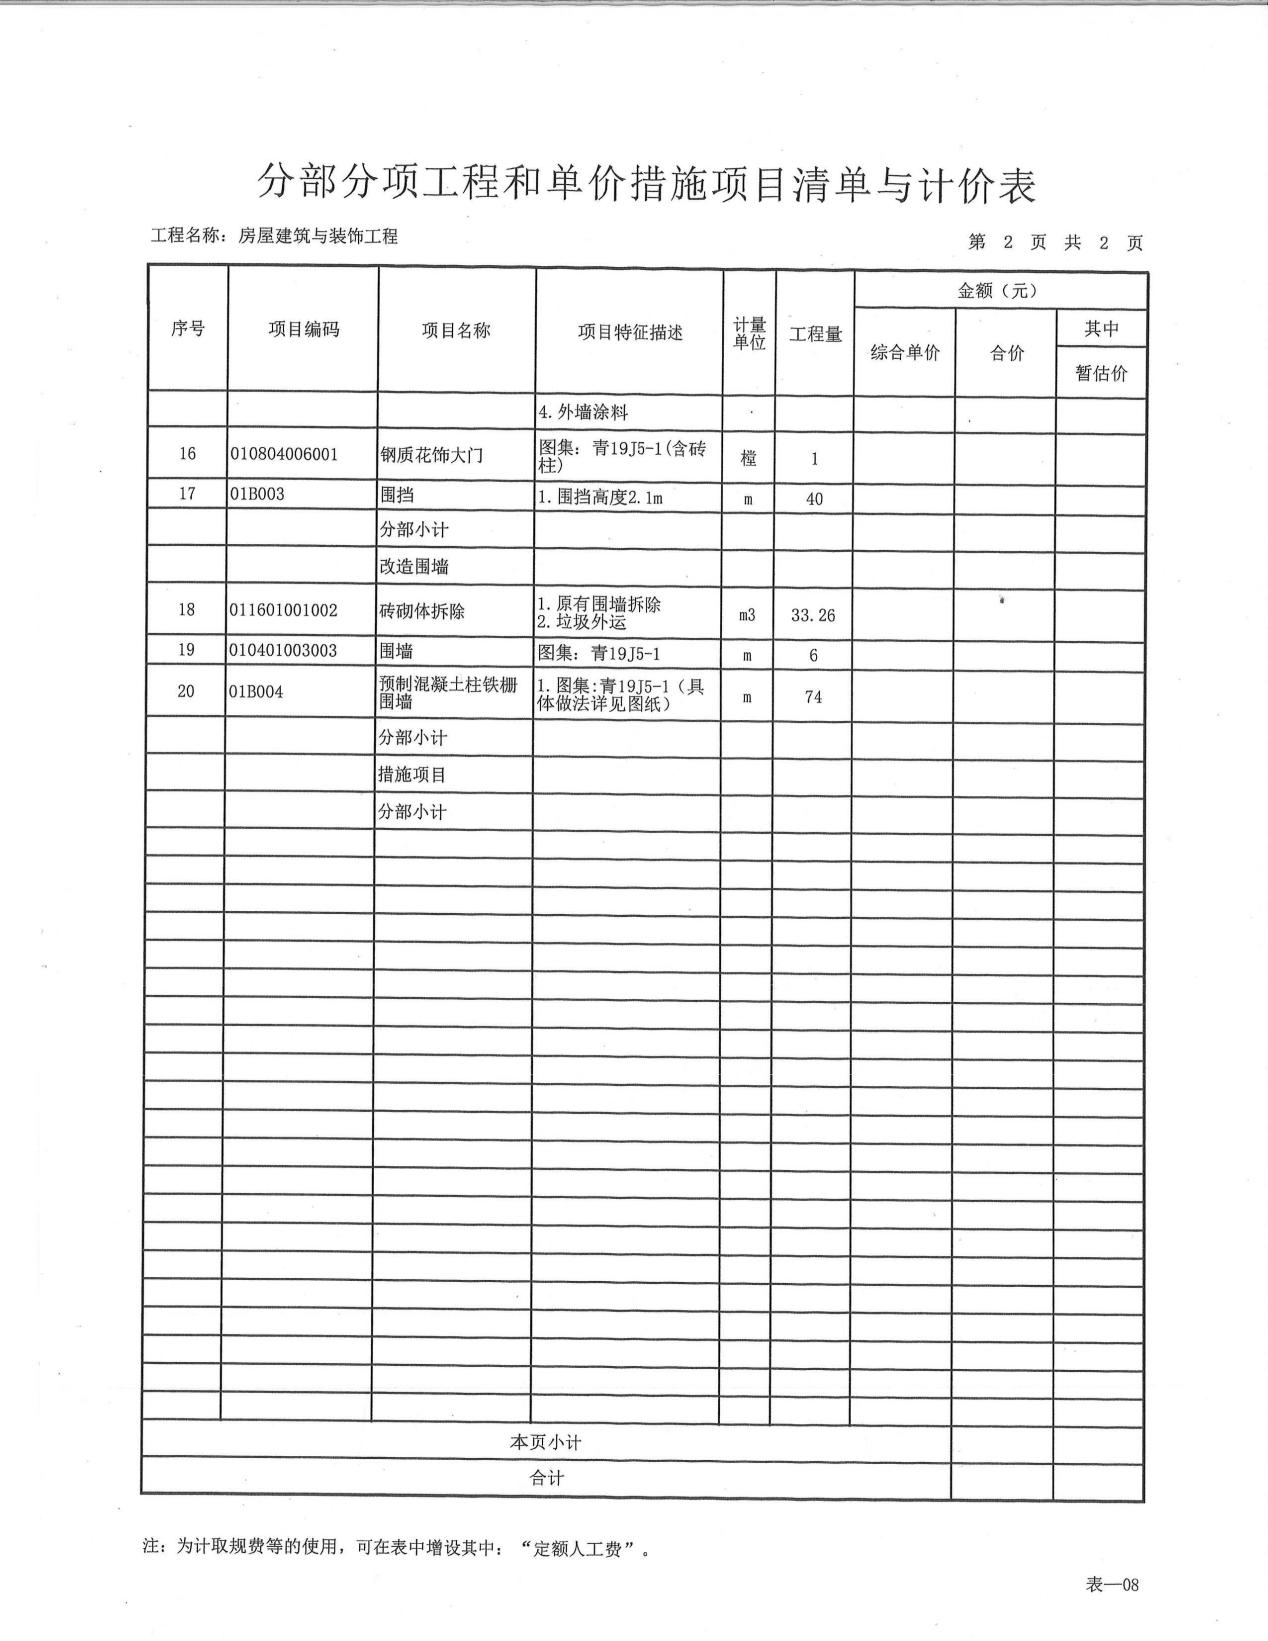 分部分项工程和单价措施项目清单与计价表
工程名称：房屋建筑与装饰工程
第 2 页 共 2 页
序号 项目编码 项目名称 项目特征描述 计量单位 工程量 金额（元）
综合单价 合价 其中
暂估价
4.外墙涂料
16 010804006001 钢质花饰大门 图集：青19J5-1(含砖柱) 樘 1
17 01B003 围挡 1.围挡高度2.1m m 40
分部小计
改造围墙
18 011601001002 砖砌体拆除 1.原有围墙拆除
2.垃圾外运 m3 33.26
19 010401003003 围墙 图集：青19J5-1 m 6
20 01B004 预制混凝土柱铁栅围墙 1.图集:青19J5-1（具体做法详见图纸） m 74
分部小计
措施项目
分部小计
本页小计
合计
注：为计取规费等的使用，可在表中增设其中：“定额人工费”。
表—08